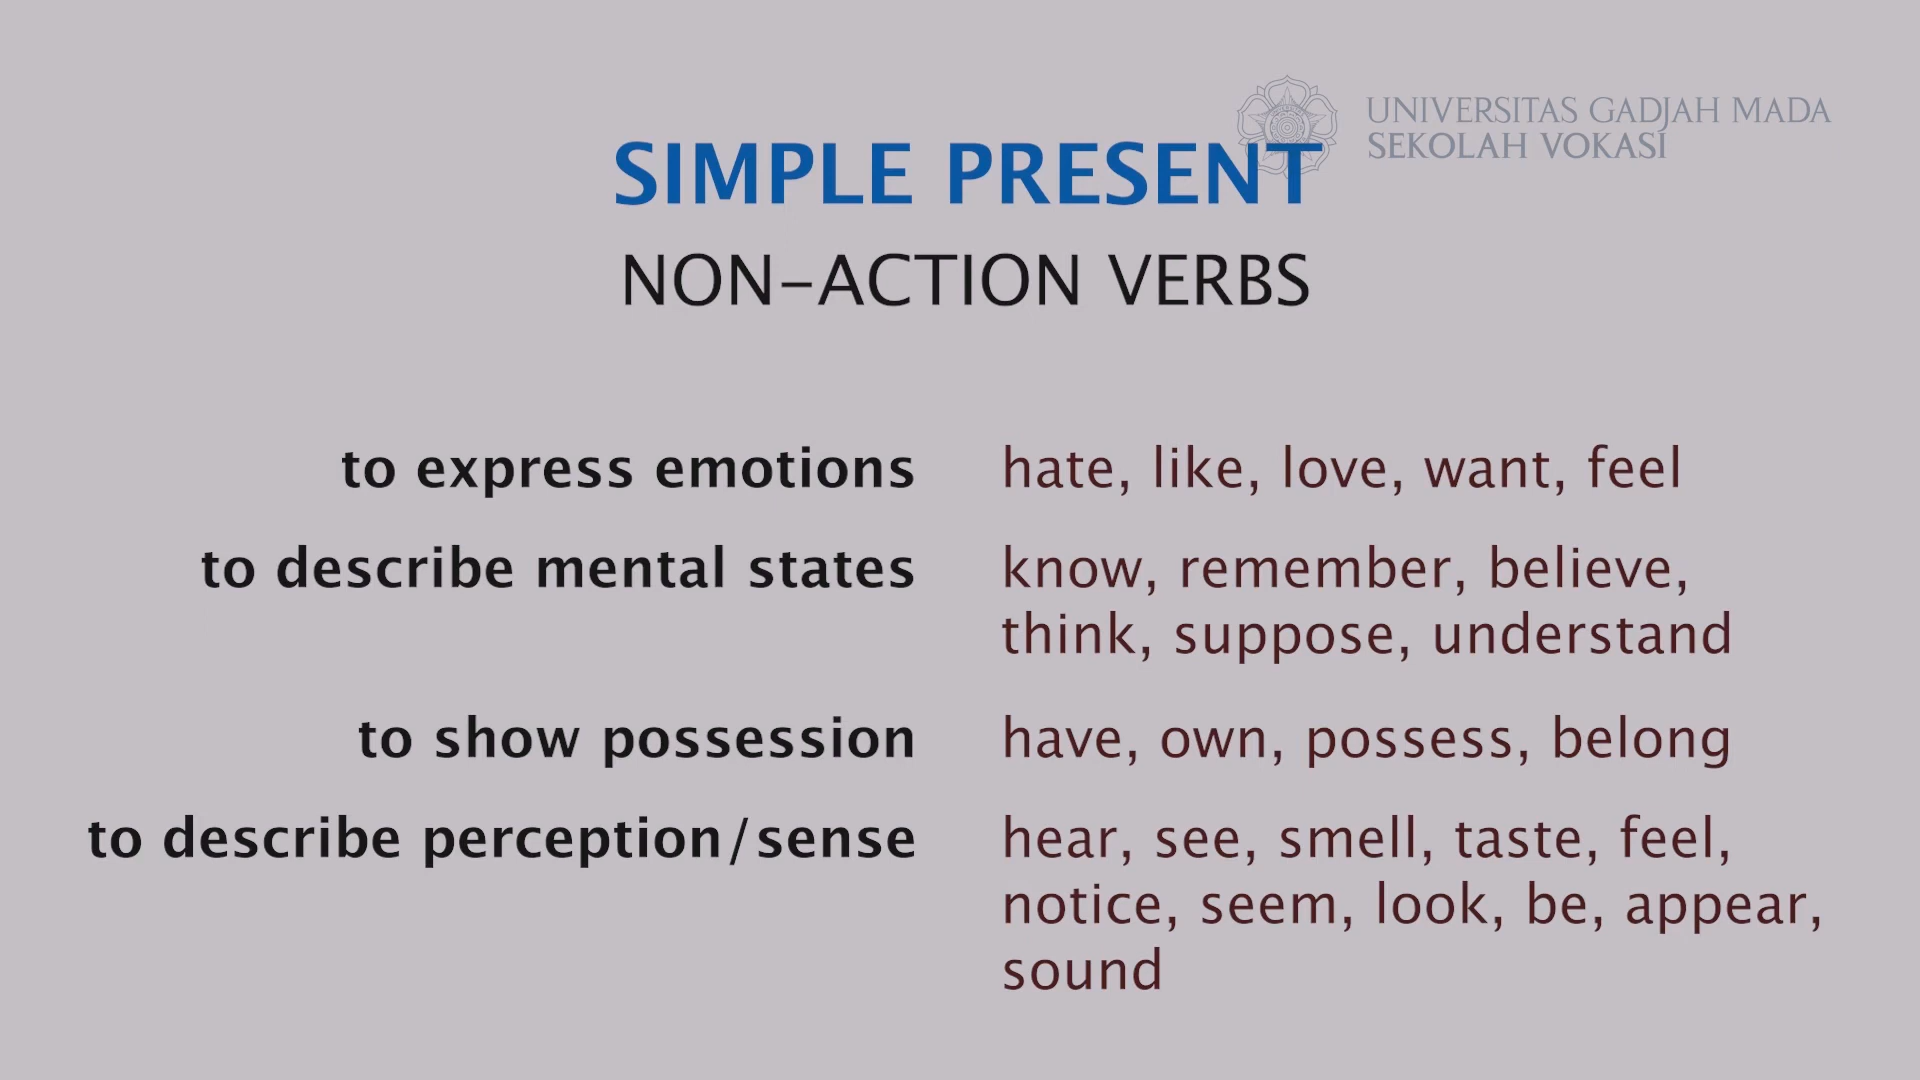 UNIVERSITAS GADJAH MADA
SEKOLAH VOKASI
SIMPLE PRESENT
NON-ACTION VERBS
to express emotions hate, like, love, want, feel
to describe mental states know, remember, believe,
think, suppose, understand
to show possession have, own, possess, belong
to describe perception/sense hear, see, smell, taste, feel,
notice, seem, look, be, appear,
sound